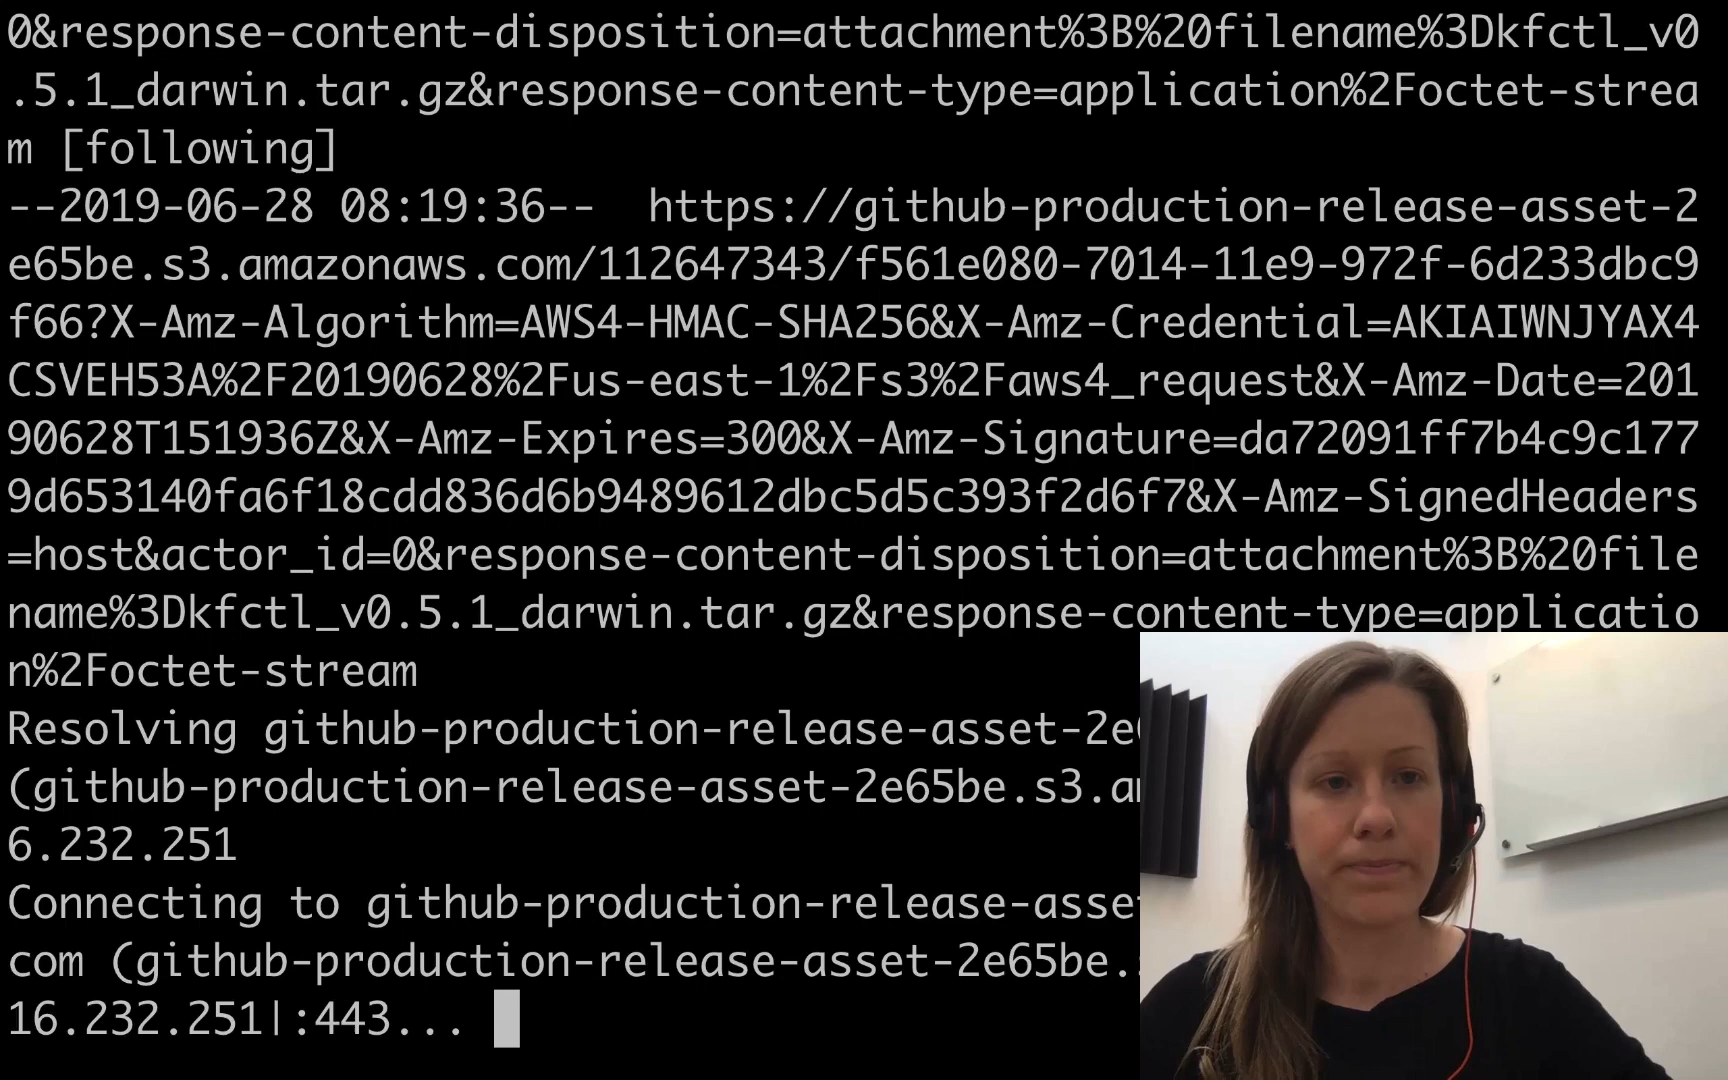 0&response-content-disposition=attachment%3B%20filename%3Dkfctl_v0
.5.1_darwin.tar.gz&response-content-type=application%2Foctet-strea
m [following]
--2019-06-28 08:19:36--  https://github-production-release-asset-2
e65be.s3.amazonaws.com/112647343/f561e080-7014-11e9-972f-6d233dbc9
f66?X-Amz-Algorithm=AWS4-HMAC-SHA256&X-Amz-Credential=AKIAIWNJYAX4
CSVEH53A%2F20190628%2Fus-east-1%2Fs3%2Faws4_request&X-Amz-Date=201
90628T151936Z&X-Amz-Expires=300&X-Amz-Signature=da72091ff7b4c9c177
9d653140fa6f18cdd836d6b9489612dbc5d5c393f2d6f7&X-Amz-SignedHeaders
=host&actor_id=0&response-content-disposition=attachment%3B%20file
name%3Dkfctl_v0.5.1_darwin.tar.gz&response-content-type=applicatio
n%2Foctet-stream
Resolving github-production-release-asset-2e
(github-production-release-asset-2e65be.s3.a
6.232.251
Connecting to github-production-release-asse
com (github-production-release-asset-2e65be.
16.232.251|:443...